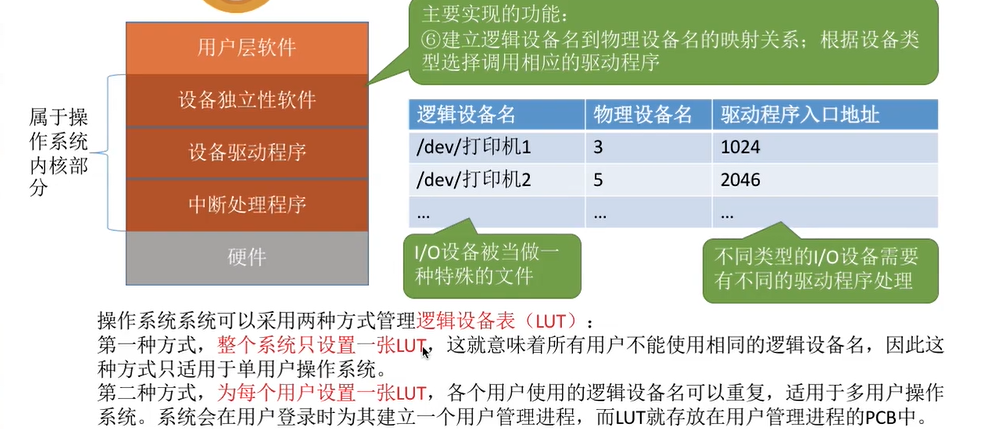 主要实现的功能：
⑥建立逻辑设备名到物理设备名的映射关系；根据设备类
型选择调用相应的驱动程序
用户层软件
设备独立性软件
设备驱动程序
中断处理程序
硬件
属于操
作系统
内核部
分
逻辑设备名 物理设备名 驱动程序入口地址
/dev/打印机1 3 1024
/dev/打印机2 5 2046
… … …
I/O设备被当做一
种特殊的文件
不同类型的I/O设备需要
有不同的驱动程序处理
操作系统系统可以采用两种方式管理逻辑设备表（LUT）：
第一种方式，整个系统只设置一张LUT，这就意味着所有用户不能使用相同的逻辑设备名，因此这
种方式只适用于单用户操作系统。
第二种方式，为每个用户设置一张LUT，各个用户使用的逻辑设备名可以重复，适用于多用户操作
系统。系统会在用户登录时为其建立一个用户管理进程，而LUT就存放在用户管理进程的PCB中。